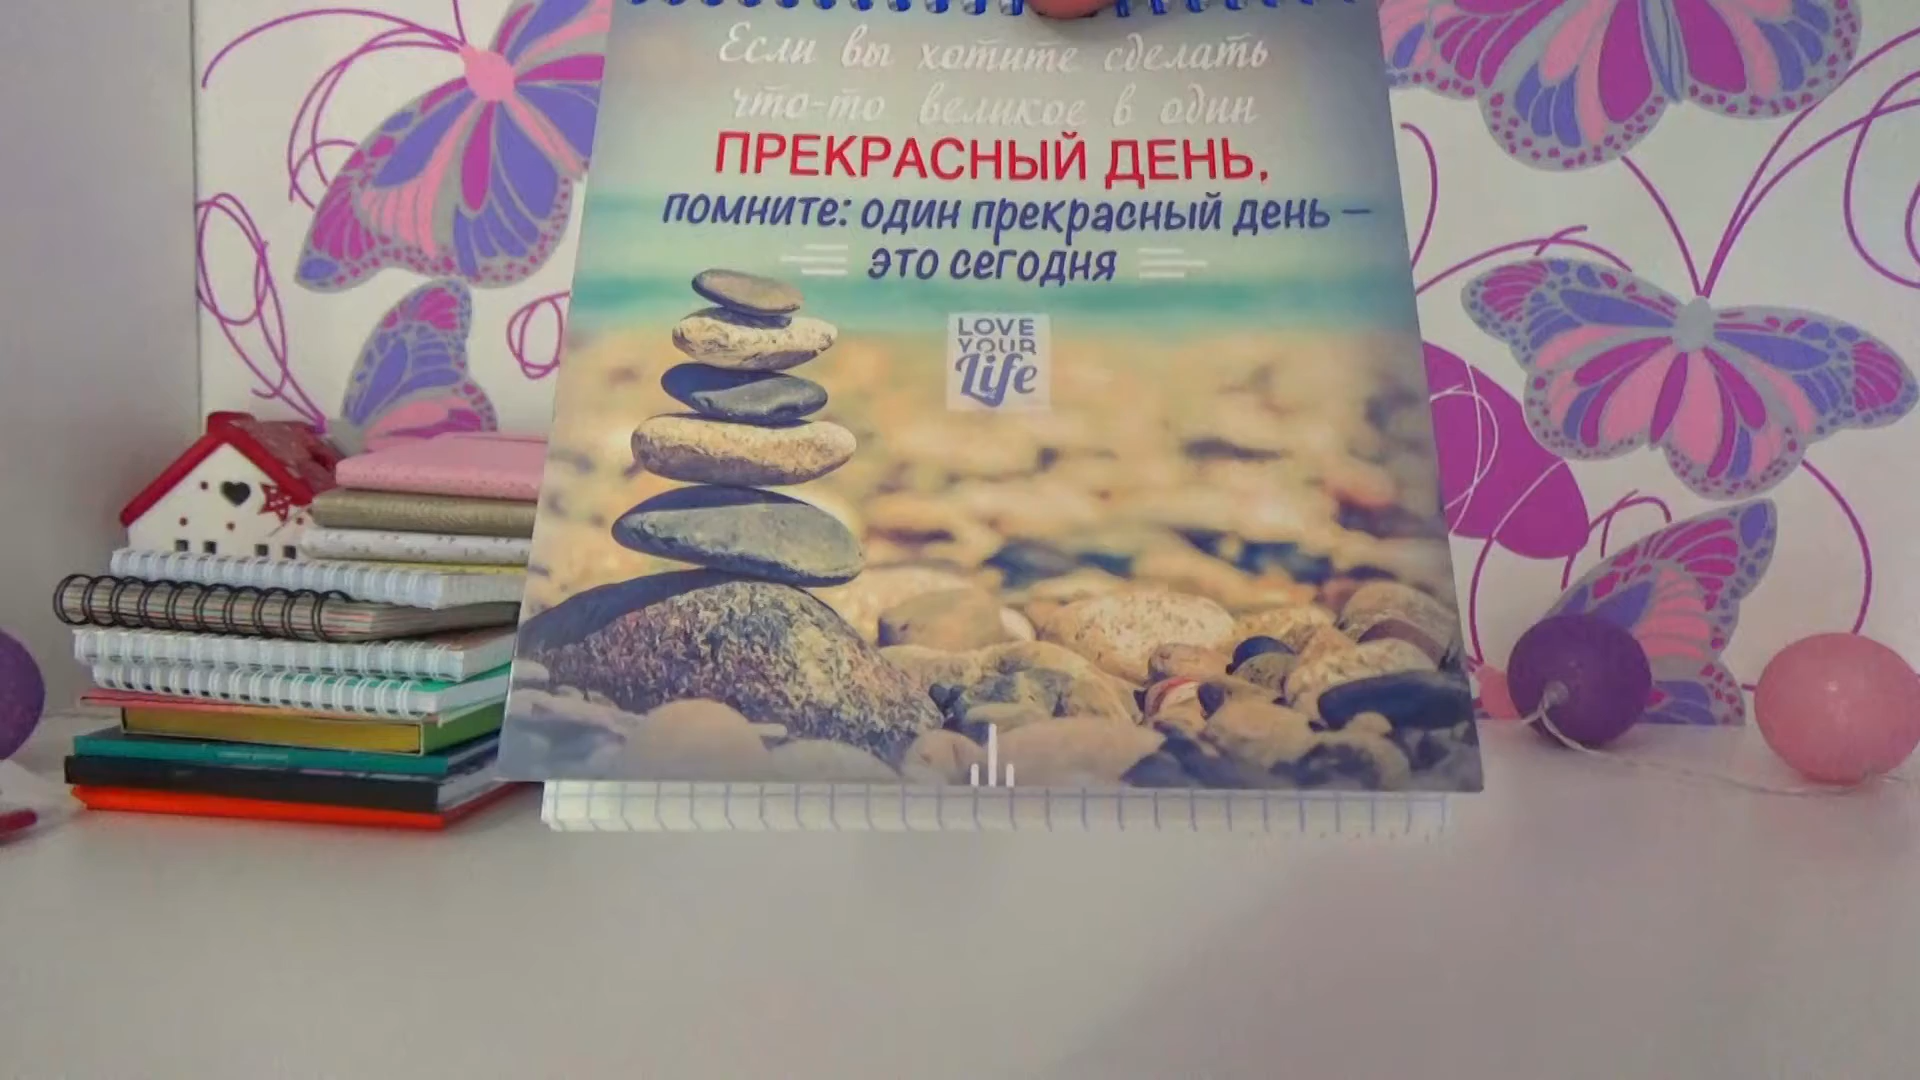 Если вы хотите сделать
что-то великое в один
ПРЕКРАСНЫЙ ДЕНЬ,
помните: один прекрасный день —
это сегодня
LOVE
YOUR
Life